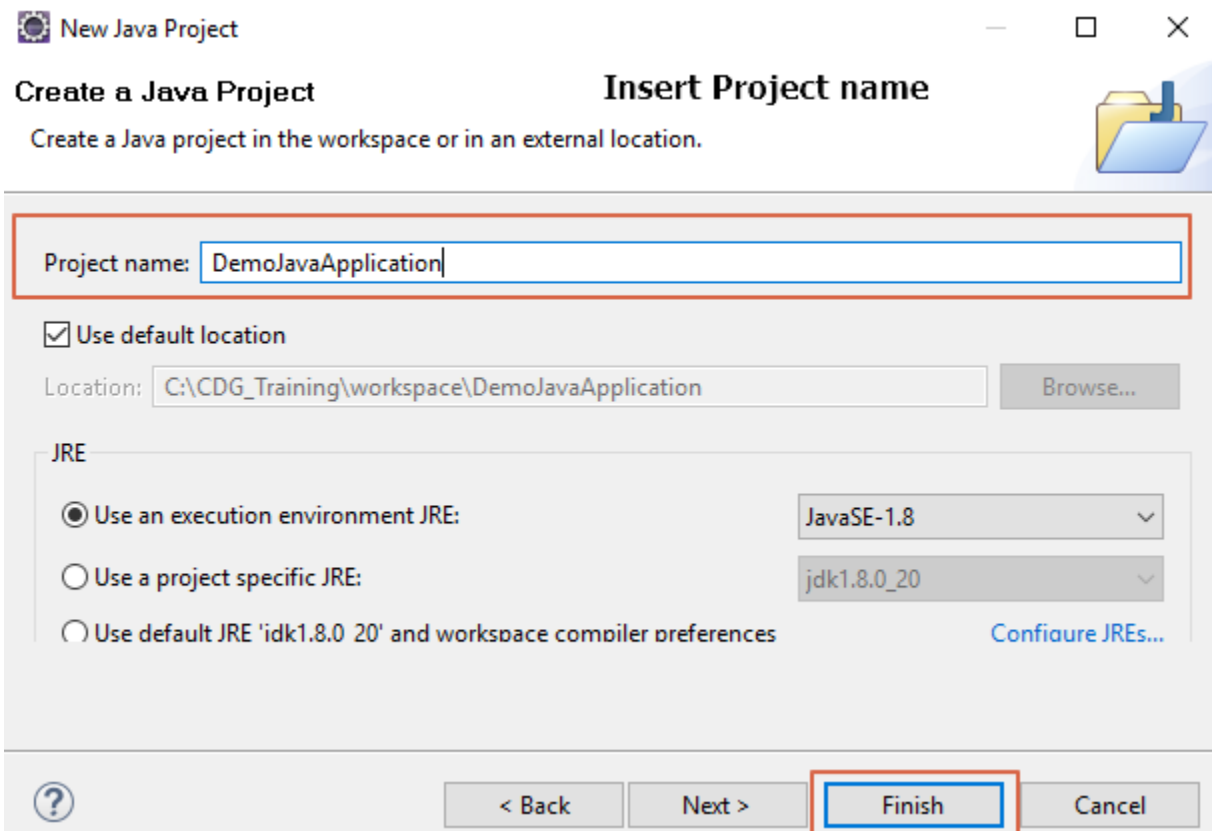 New Java Project
Create a Java Project
Insert Project name
Create a Java project in the workspace or in an external location.
Project name: DemoJavaApplication
Use default location
Location: C:\CDG_Training\workspace\DemoJavaApplication
Browse...
JRE
Use an execution environment JRE:
JavaSE-1.8
Use a project specific JRE:
jdk1.8.0_20
Use default JRE 'jdk1.8.0_20' and workspace compiler preferences
Configure JREs...
?
< Back
Next >
Finish
Cancel